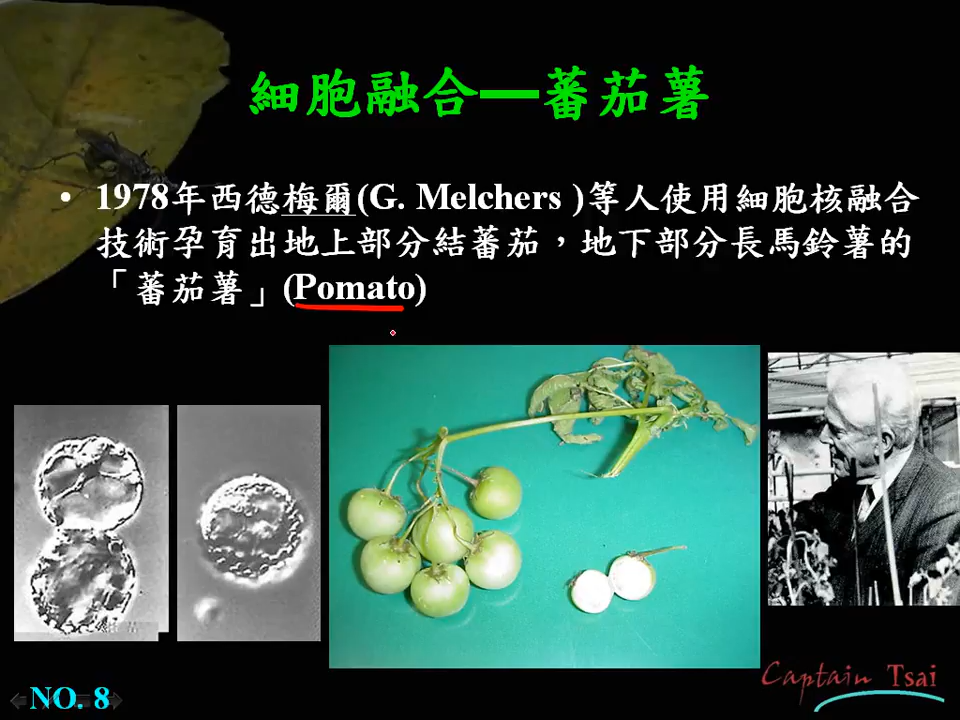 細胞融合—蕃茄薯
• 1978年西德梅爾(G. Melchers )等人使用細胞核融合
技術孕育出地上部分結蕃茄，地下部分長馬鈴薯的
「蕃茄薯」(Pomato)
Captain Tsai
NO. 8